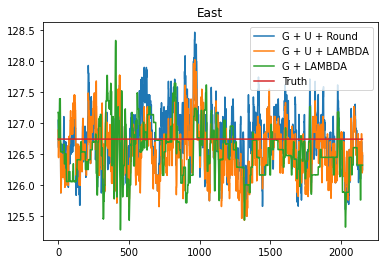 East
G + U + Round
G + U + LAMBDA
G + LAMBDA
Truth
128.5
128.0
127.5
127.0
126.5
126.0
125.5
0 500 1000 1500 2000